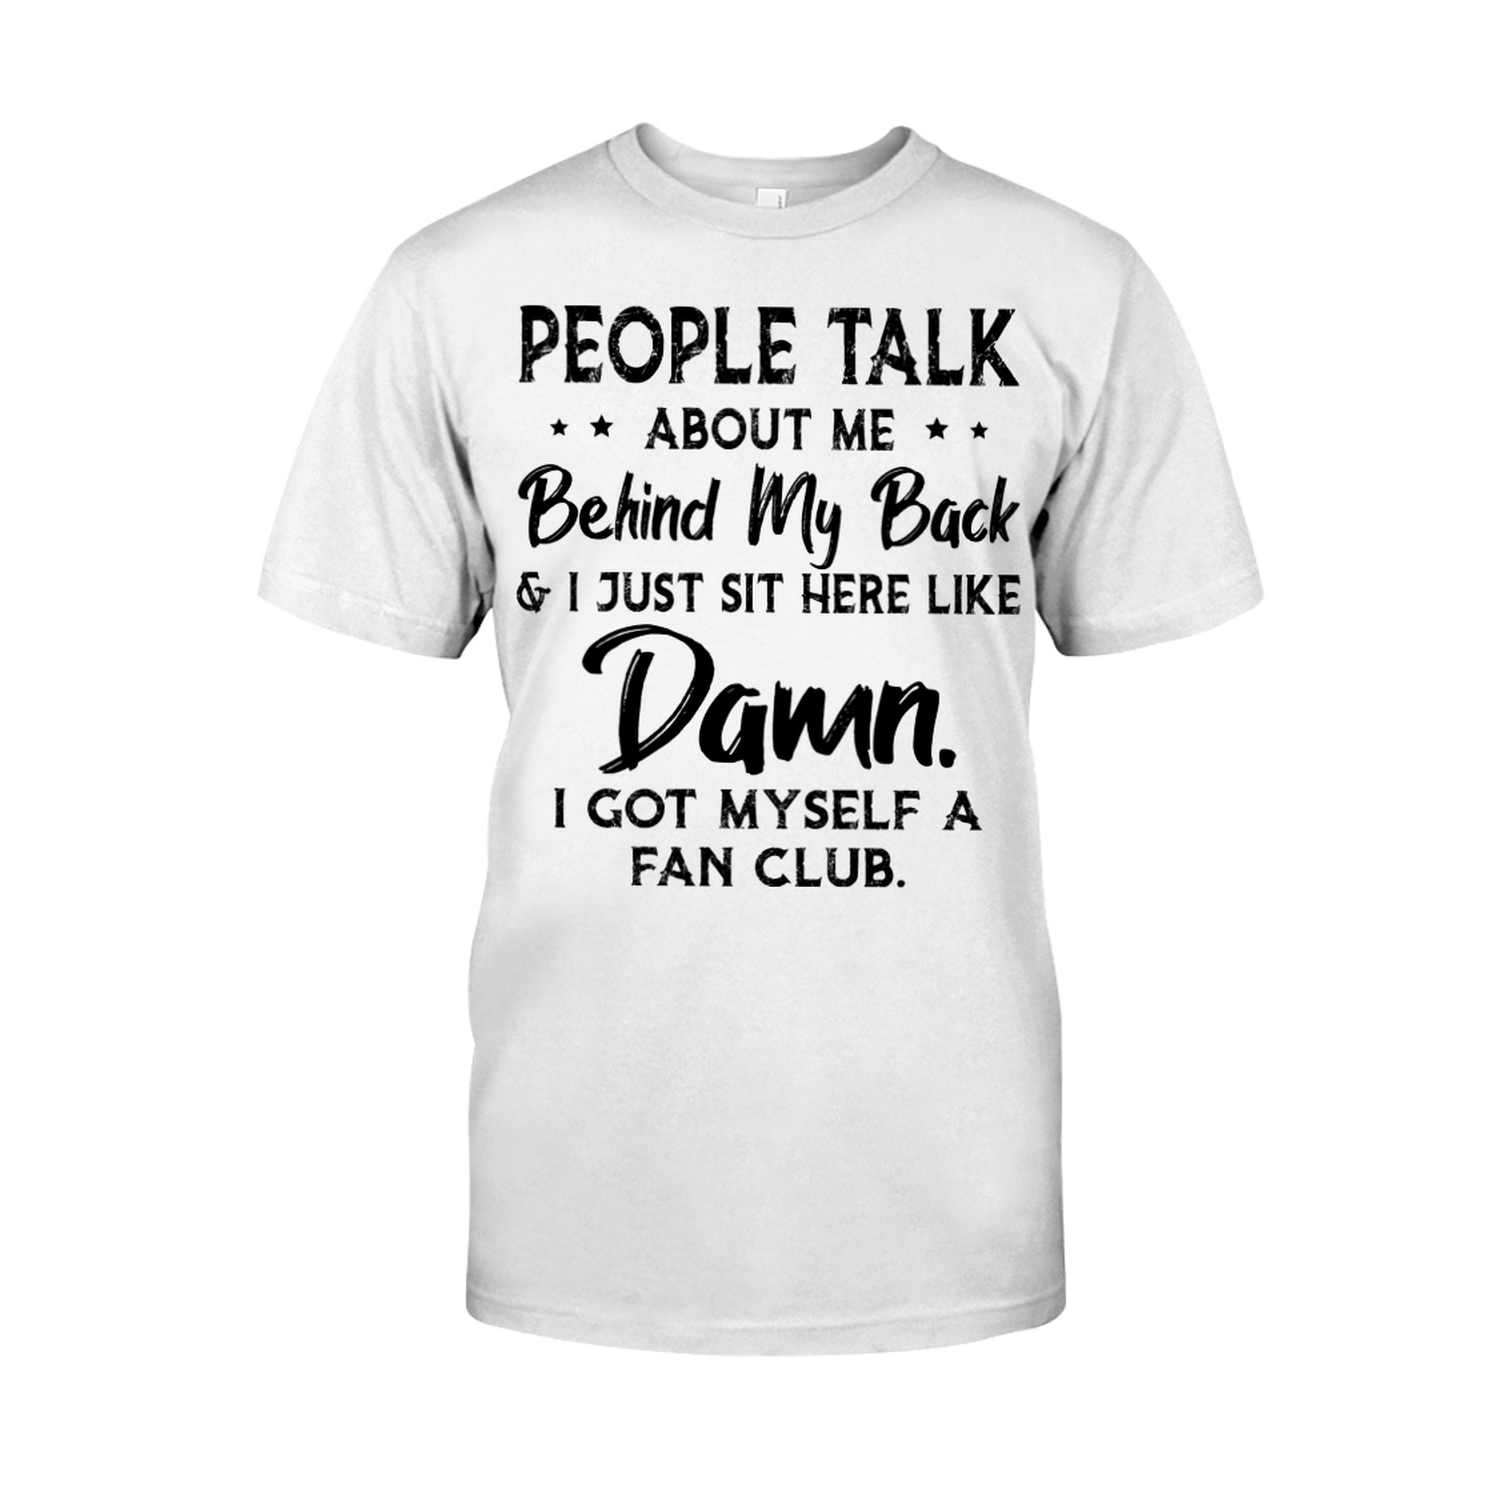 PEOPLE TALK
ABOUT ME
Behind My Back
& I JUST SIT HERE LIKE
Damn.
I GOT MYSELF A
FAN CLUB.